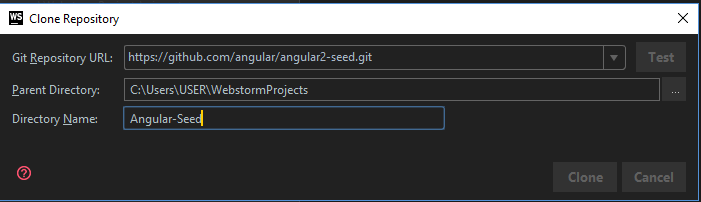 WS Clone Repository
Git Repository URL: https://github.com/angular/angular2-seed.git Test
Parent Directory: C:\Users\USER\WebstormProjects ...
Directory Name: Angular-Seed
? Clone Cancel